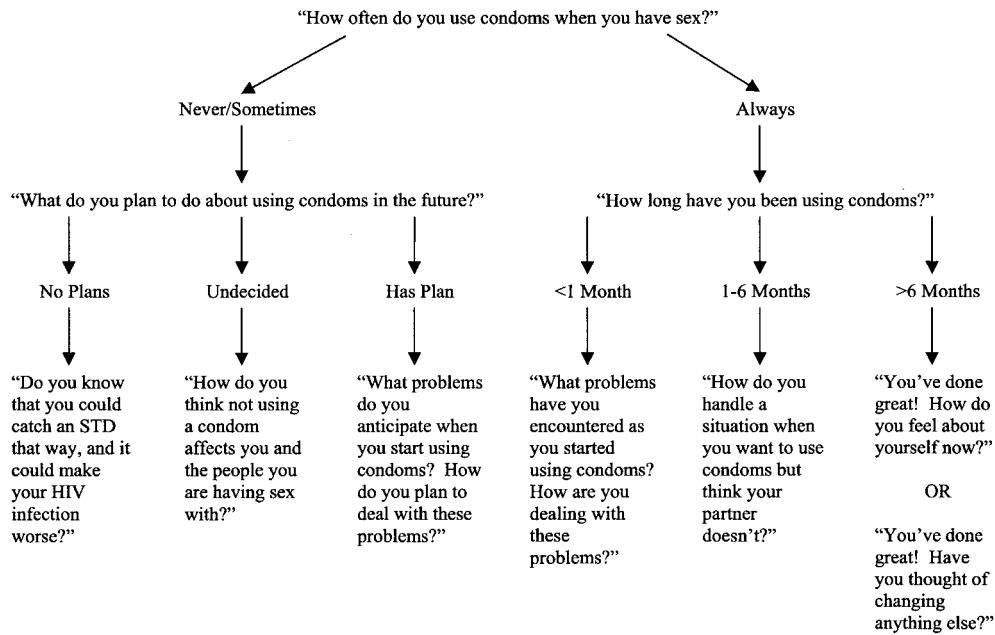 “How often do you use condoms when you have sex?”
Never/Sometimes
Always
“What do you plan to do about using condoms in the future?”
“How long have you been using condoms?”
No Plans
Undecided
Has Plan
<1 Month
1-6 Months
>6 Months
“Do you know
that you could
catch an STD
that way, and it
could make
your HIV
infection
worse?”
“How do you
think not using
a condom
affects you and
the people you
are having sex
with?”
“What problems
do you
anticipate when
you start using
condoms?  How
do you plan to
deal with these
problems?”
“What problems
have you
encountered as
you started
using condoms?
How are you
dealing with
these
problems?”
“How do you
handle a
situation when
you want to use
condoms but
think your
partner
doesn’t?”
“You’ve done
great!  How do
you feel about
yourself now?”
OR
“You’ve done
great!  Have
you thought of
changing
anything else?”